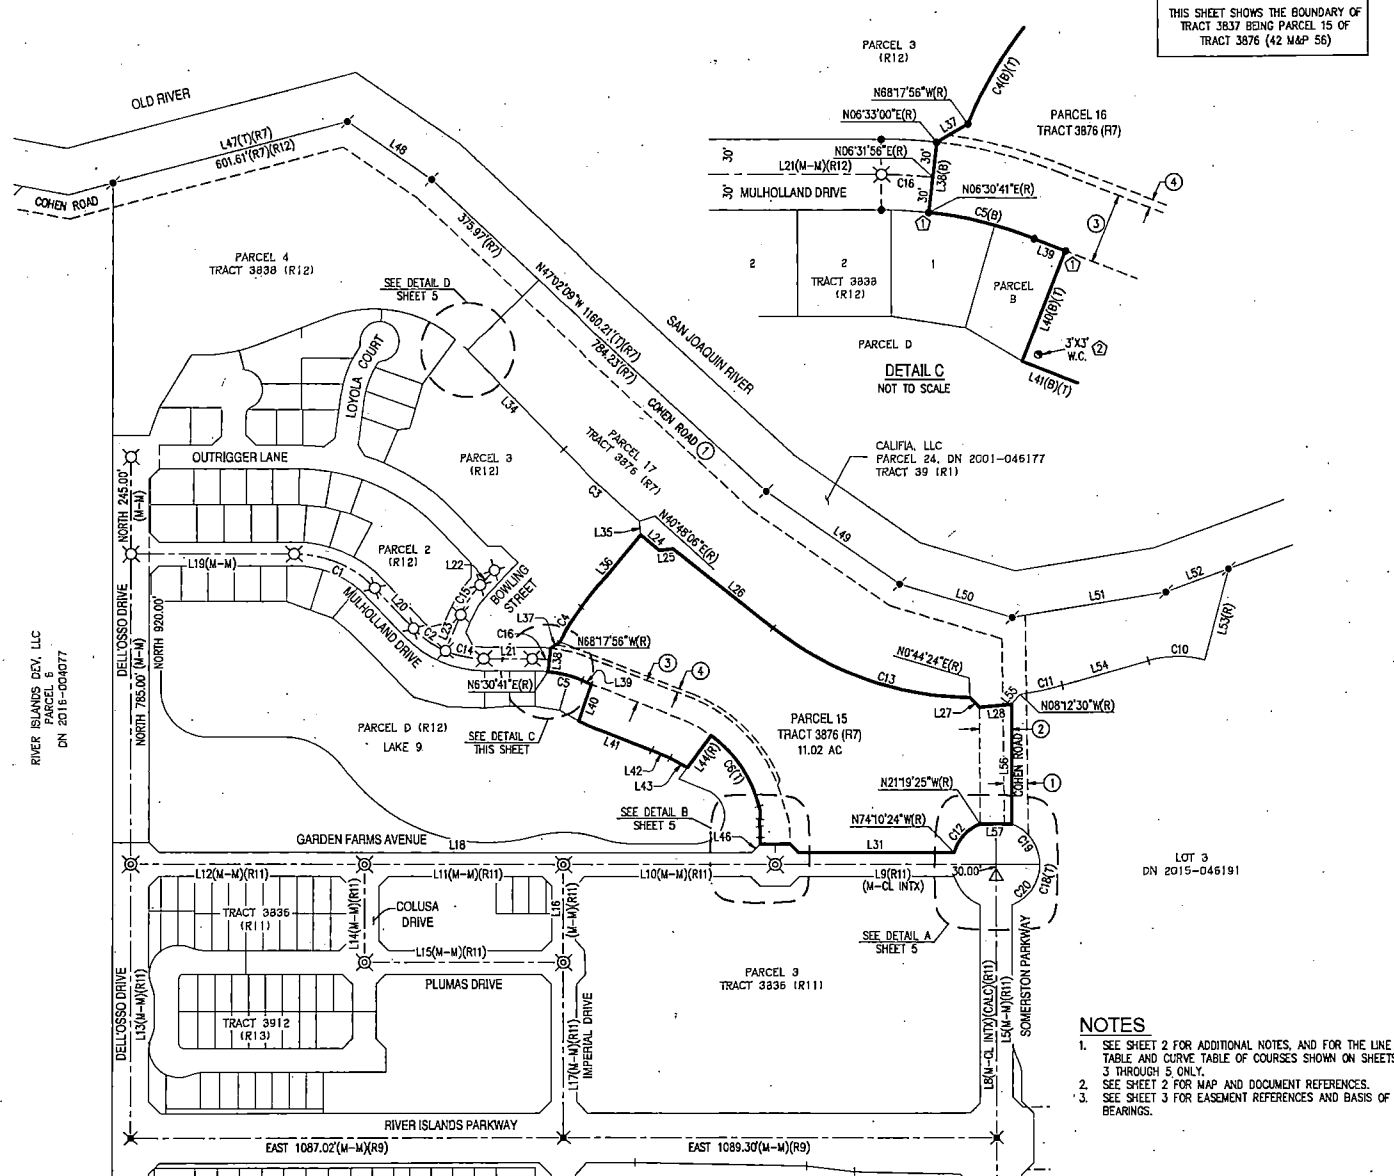 THIS SHEET SHOWS THE BOUNDARY OF
TRACT 3837 BEING PARCEL 15 OF
TRACT 3876 (42 M&P 56)
PARCEL 3
(R12)
C4(B)(T)
N68°17'56"W(R)
N06°33'00"E(R)
L37
PARCEL 16
TRACT 3876 (R7)
30'
N06°31'56"E(R)
30'
L21(M-M)(R12)
C16
L38(B)
4
30'
MULHOLLAND DRIVE
30'
N06°30'41"E(R)
C5(B)
3
1
L39
1
2
2
TRACT 3838
(R12)
1
PARCEL
B
L40(B)(T)
PARCEL D
3'X3'
W.C.
2
DETAIL C
NOT TO SCALE
L41(B)(T)
OLD RIVER
L47(T)(R7)
601.61'(R7)(R12)
L48
COHEN ROAD
375.97'(R7)
PARCEL 4
TRACT 3838 (R12)
SEE DETAIL D
SHEET 5
N47°02'09"W 1160.21'(T)(R7)
784.23'(R7)
SAN JOAQUIN RIVER
LOYOLA COURT
L34
COHEN ROAD
1
CALIFIA, LLC
PARCEL 24, DN 2001-046177
TRACT 39 (R1)
OUTRIGGER LANE
PARCEL 3
(R12)
PARCEL 17
TRACT 3876 (R7)
NORTH 245.00'
(M-M)
C3
L35
N40°48'06"E(R)
L24
L25
L49
L19(M-M)
C1
PARCEL 2
(R12)
L22
L36
L26
L52
L20
C15
BOWLING
STREET
L50
L51
L53(R)
DELL'OSSO DRIVE
NORTH 920.00'
MULHOLLAND DRIVE
C2
L23
L37
C4
C16
N68°17'56"W(R)
C14
L21
L38
3
4
N0°44'24"E(R)
C10
L54
C11
RIVER ISLANDS DEV, LLC
PARCEL 6
DN 2016-004077
NORTH 785.00' (M-M)
N6°30'41"E(R)
C5
L39
C13
L55
L40
L27
L28
N08°12'30"W(R)
PARCEL D (R12)
LAKE 9
SEE DETAIL C
THIS SHEET
L41
PARCEL 15
TRACT 3876 (R7)
11.02 AC
2
L42
L43
L44(R)
C6(T)
L56
COHEN ROAD
N21°19'25"W(R)
1
SEE DETAIL B
SHEET 5
N74°10'24"W(R)
GARDEN FARMS AVENUE
L18
L46
L31
C12
L57
C19
LOT 3
DN 2015-046191
L12(M-M)(R11)
L11(M-M)(R11)
L10(M-M)(R11)
L9(R11)
(M-CL INTX)
30.00'
C20
C18(T)
TRACT 3836
(R11)
L14(M-M)(R11)
COLUSA
DRIVE
L16
(M-M)(R11)
SEE DETAIL A
SHEET 5
L15(M-M)(R11)
PLUMAS DRIVE
PARCEL 3
TRACT 3836 (R11)
DELL'OSSO DRIVE
L13(M-M)(R11)
TRACT 3912
(R13)
L17(M-M)(R11)
IMPERIAL DRIVE
L8(M-CL INTX)(CALC)(R11)
L5(M-M)(R11)
SOMERSTON PARKWAY
NOTES
1. SEE SHEET 2 FOR ADDITIONAL NOTES, AND FOR THE LINE
TABLE AND CURVE TABLE OF COURSES SHOWN ON SHEETS
3 THROUGH 5 ONLY.
2. SEE SHEET 2 FOR MAP AND DOCUMENT REFERENCES.
3. SEE SHEET 3 FOR EASEMENT REFERENCES AND BASIS OF
BEARINGS.
RIVER ISLANDS PARKWAY
EAST 1087.02'(M-M)(R9)
EAST 1089.30'(M-M)(R9)